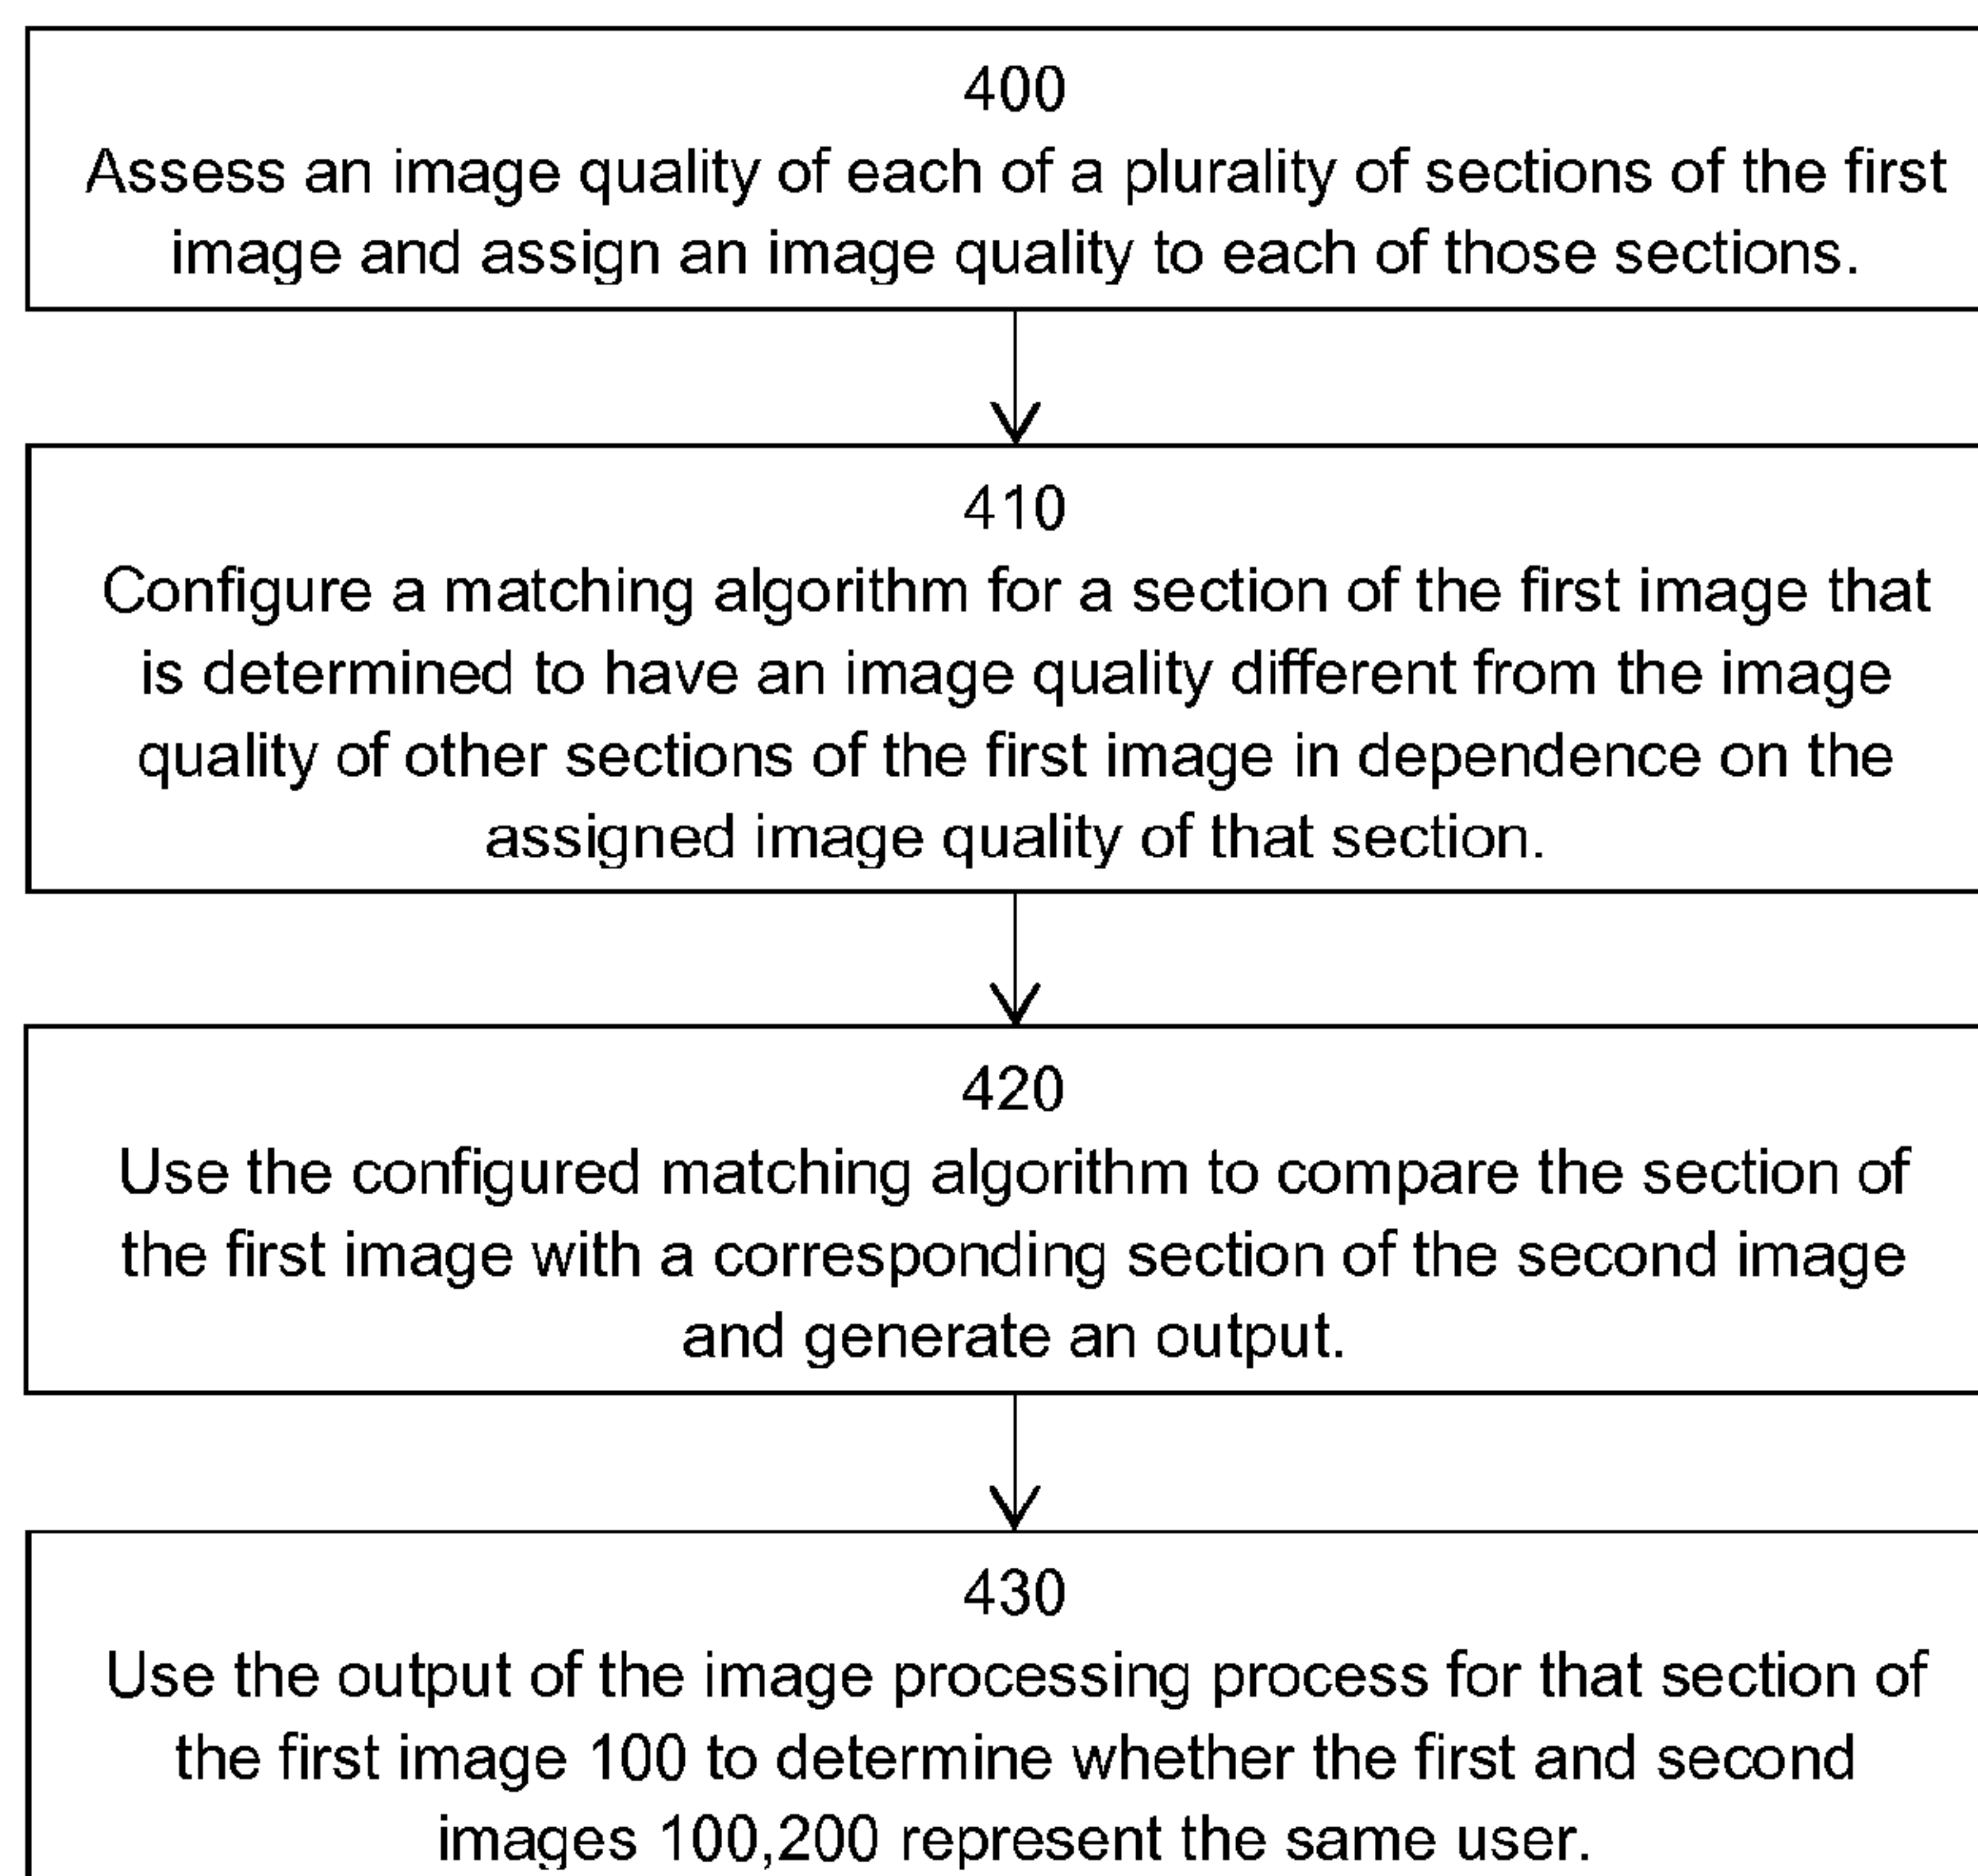 400
Assess an image quality of each of a plurality of sections of the first
image and assign an image quality to each of those sections.
410
Configure a matching algorithm for a section of the first image that
is determined to have an image quality different from the image
quality of other sections of the first image in dependence on the
assigned image quality of that section.
420
Use the configured matching algorithm to compare the section of
the first image with a corresponding section of the second image
and generate an output.
430
Use the output of the image processing process for that section of
the first image 100 to determine whether the first and second
images 100,200 represent the same user.